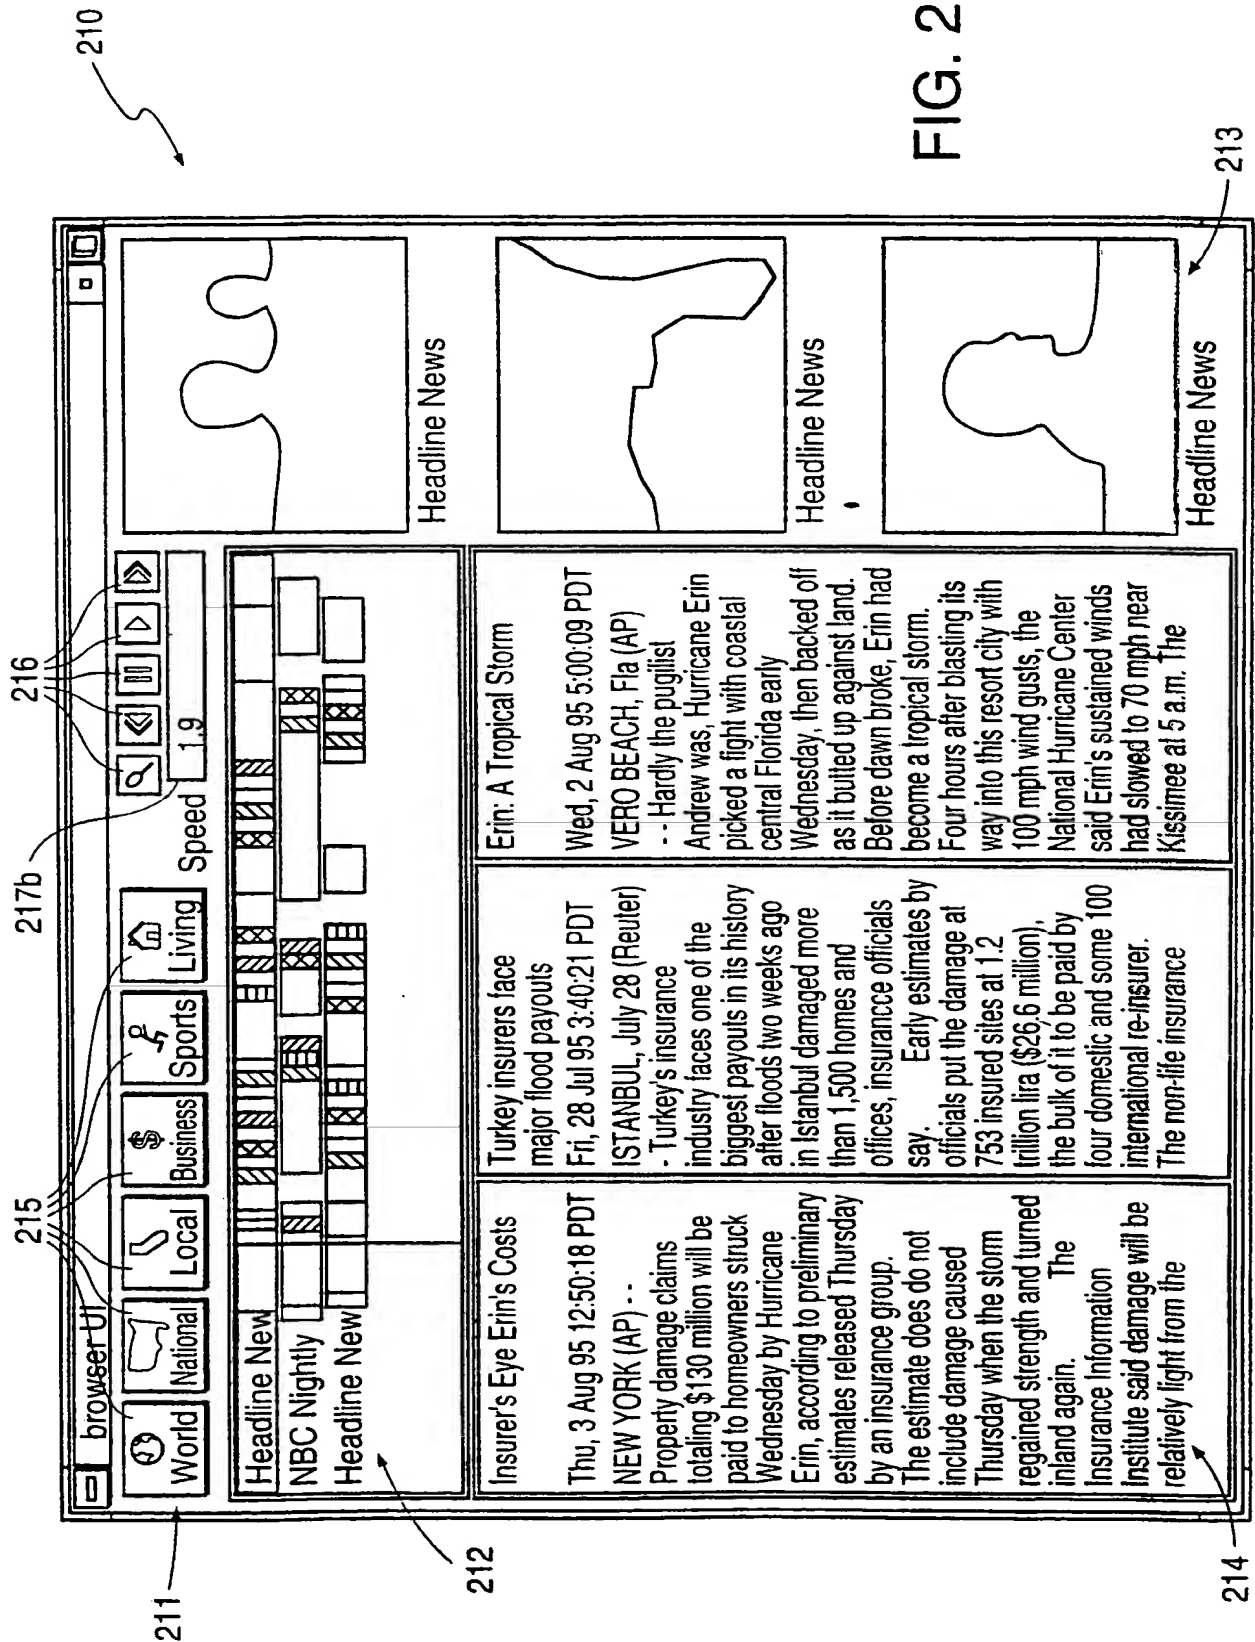 210
FIG. 2
215
217b
216
211
212
213
214
browser UI
World
National
Local
Business
Sports
Living
Speed
1.9
Headline New
NBC Nightly
Headline New
Headline News
Headline News
Headline News
Insurer's Eye Erin's Costs
Thu, 3 Aug 95 12:50:18 PDT
NEW YORK (AP) - -
Property damage claims
totaling $130 million will be
paid to homeowners struck
Wednesday by Hurricane
Erin, according to preliminary
estimates released Thursday
by an insurance group.
The estimate does do not
include damage caused
Thursday when the storm
regained strength and turned
inland again. The
Insurance Information
Institute said damage will be
relatively light from the
Turkey insurers face
major flood payouts
Fri, 28 Jul 95 3:40:21 PDT
ISTANBUL, July 28 (Reuter)
- Turkey's insurance
industry faces one of the
biggest payouts in its history
after floods two weeks ago
in Istanbul damaged more
than 1,500 homes and
offices, insurance officials
say. Early estimates by
officials put the damage at
753 insured sites at 1.2
trillion lira ($26.6 million),
the bulk of it to be paid by
four domestic and some 100
international re-insurer.
The non-life insurance
Erin: A Tropical Storm
Wed, 2 Aug 95 5:00:09 PDT
VERO BEACH, Fla (AP)
- - Hardly the pugilist
Andrew was, Hurricane Erin
picked a fight with coastal
central Florida early
Wednesday, then backed off
as it butted up against land.
Before dawn broke, Erin had
become a tropical storm.
Four hours after blasting its
way into this resort city with
100 mph wind gusts, the
National Hurricane Center
said Erin's sustained winds
had slowed to 70 mph near
Kissimee at 5 a.m. The